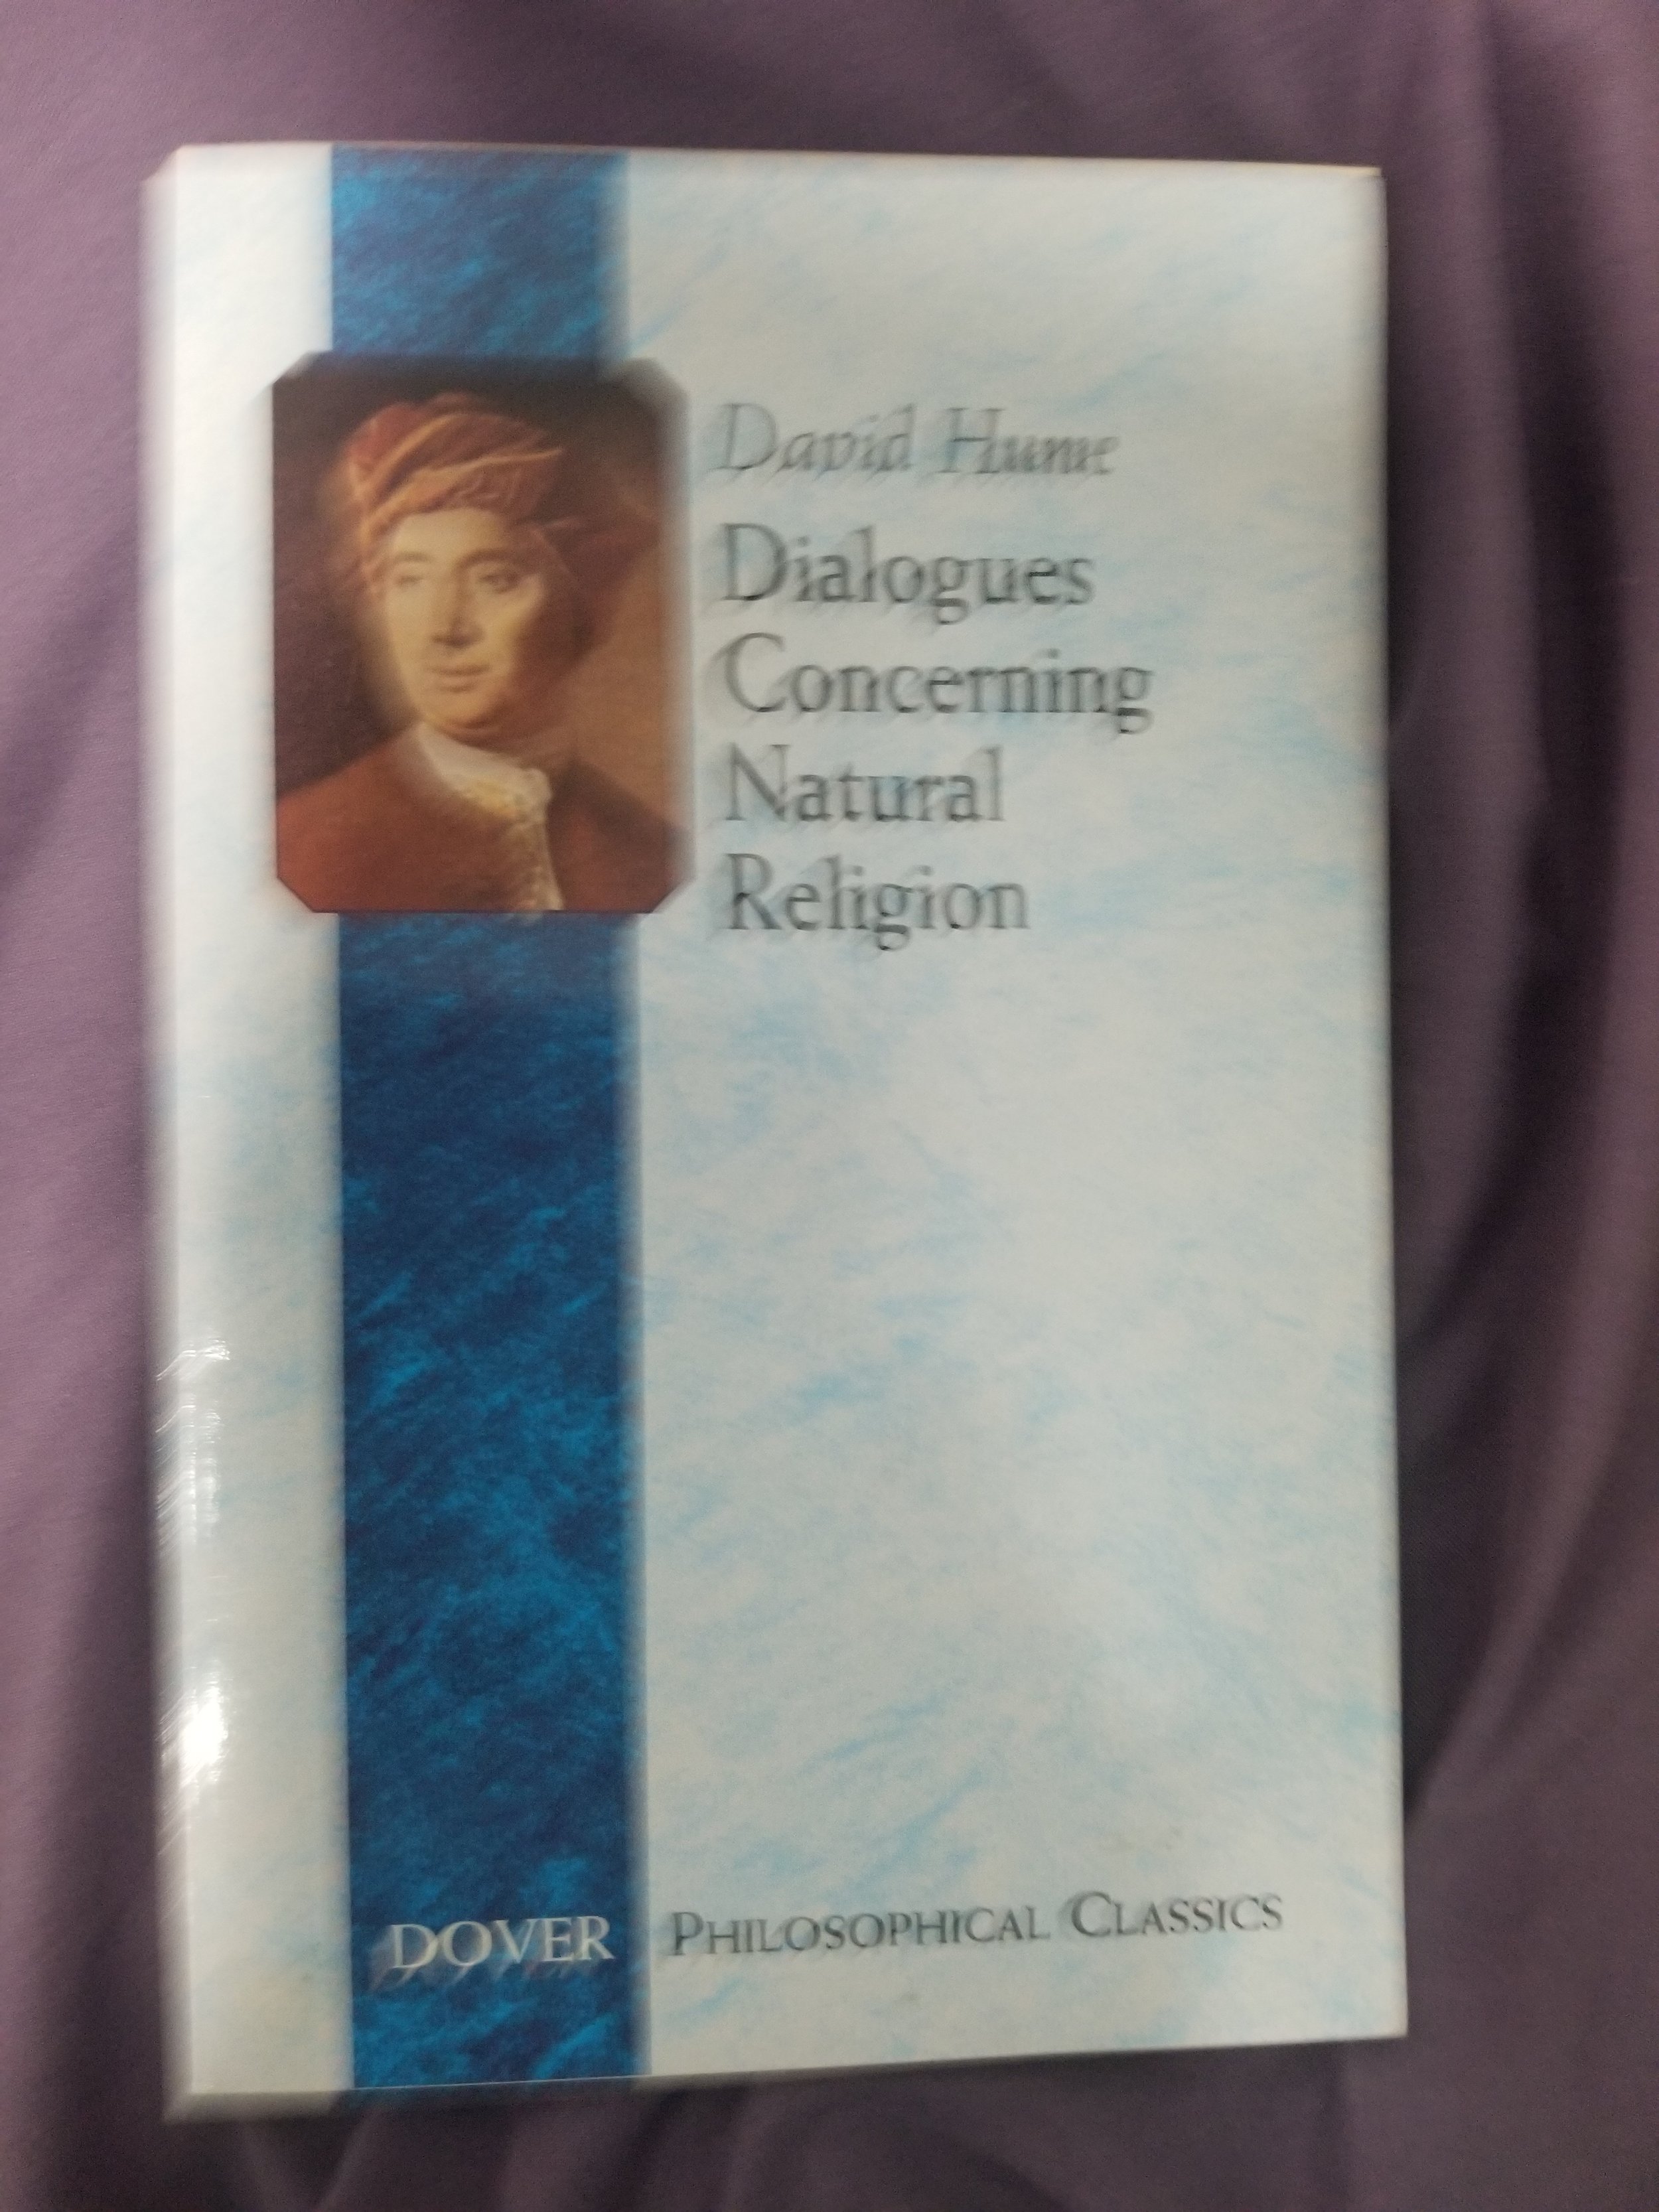 David Hume
Dialogues
Concerning
Natural
Religion
DOVER PHILOSOPHICAL CLASSICS